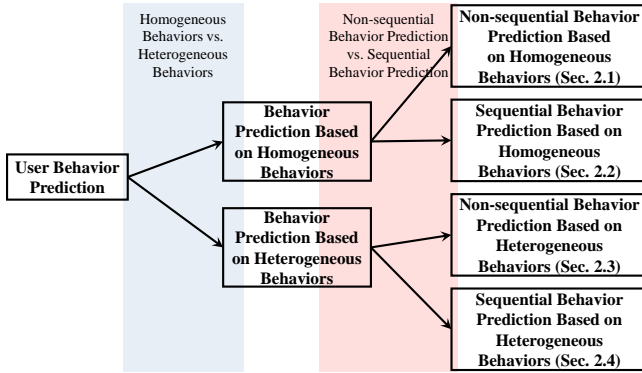 Homogeneous
Behaviors vs.
Heterogeneous
Behaviors
Non-sequential
Behavior Prediction
vs. Sequential
Behavior Prediction
User Behavior
Prediction
Behavior
Prediction Based
on Homogeneous
Behaviors
Behavior
Prediction Based
on Heterogeneous
Behaviors
Non-sequential Behavior
Prediction Based
on Homogeneous
Behaviors (Sec. 2.1)
Sequential Behavior
Prediction Based on
Homogeneous
Behaviors (Sec. 2.2)
Non-sequential Behavior
Prediction Based on
Heterogeneous
Behaviors (Sec. 2.3)
Sequential Behavior
Prediction Based on
Heterogeneous
Behaviors (Sec. 2.4)